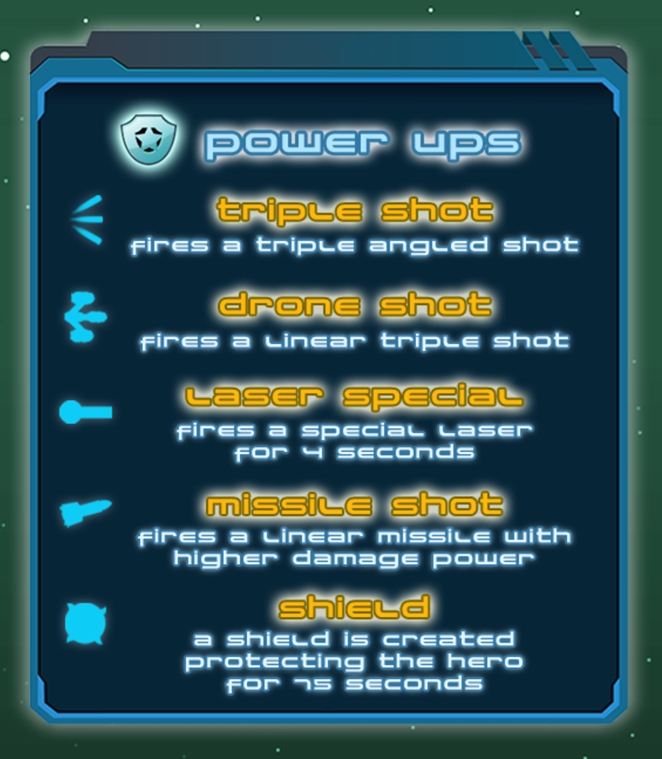 power ups
triple shot
fires a triple angled shot
drone shot
fires a linear triple shot
laser special
fires a special laser
for 4 seconds
missile shot
fires a linear missile with
higher damage power
shield
a shield is created
protecting the hero
for seconds